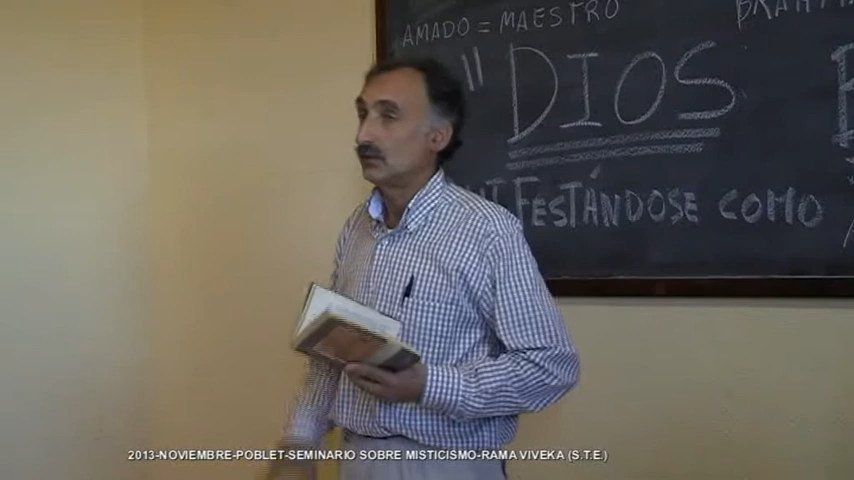 AMADO = MAESTRO
"DIOS
FESTÁNDOSE COMO
2013-NOVIEMBRE-POBLET-SEMINARIO SOBRE MISTICISMO-RAMA VIVEKA (S.T.E.)